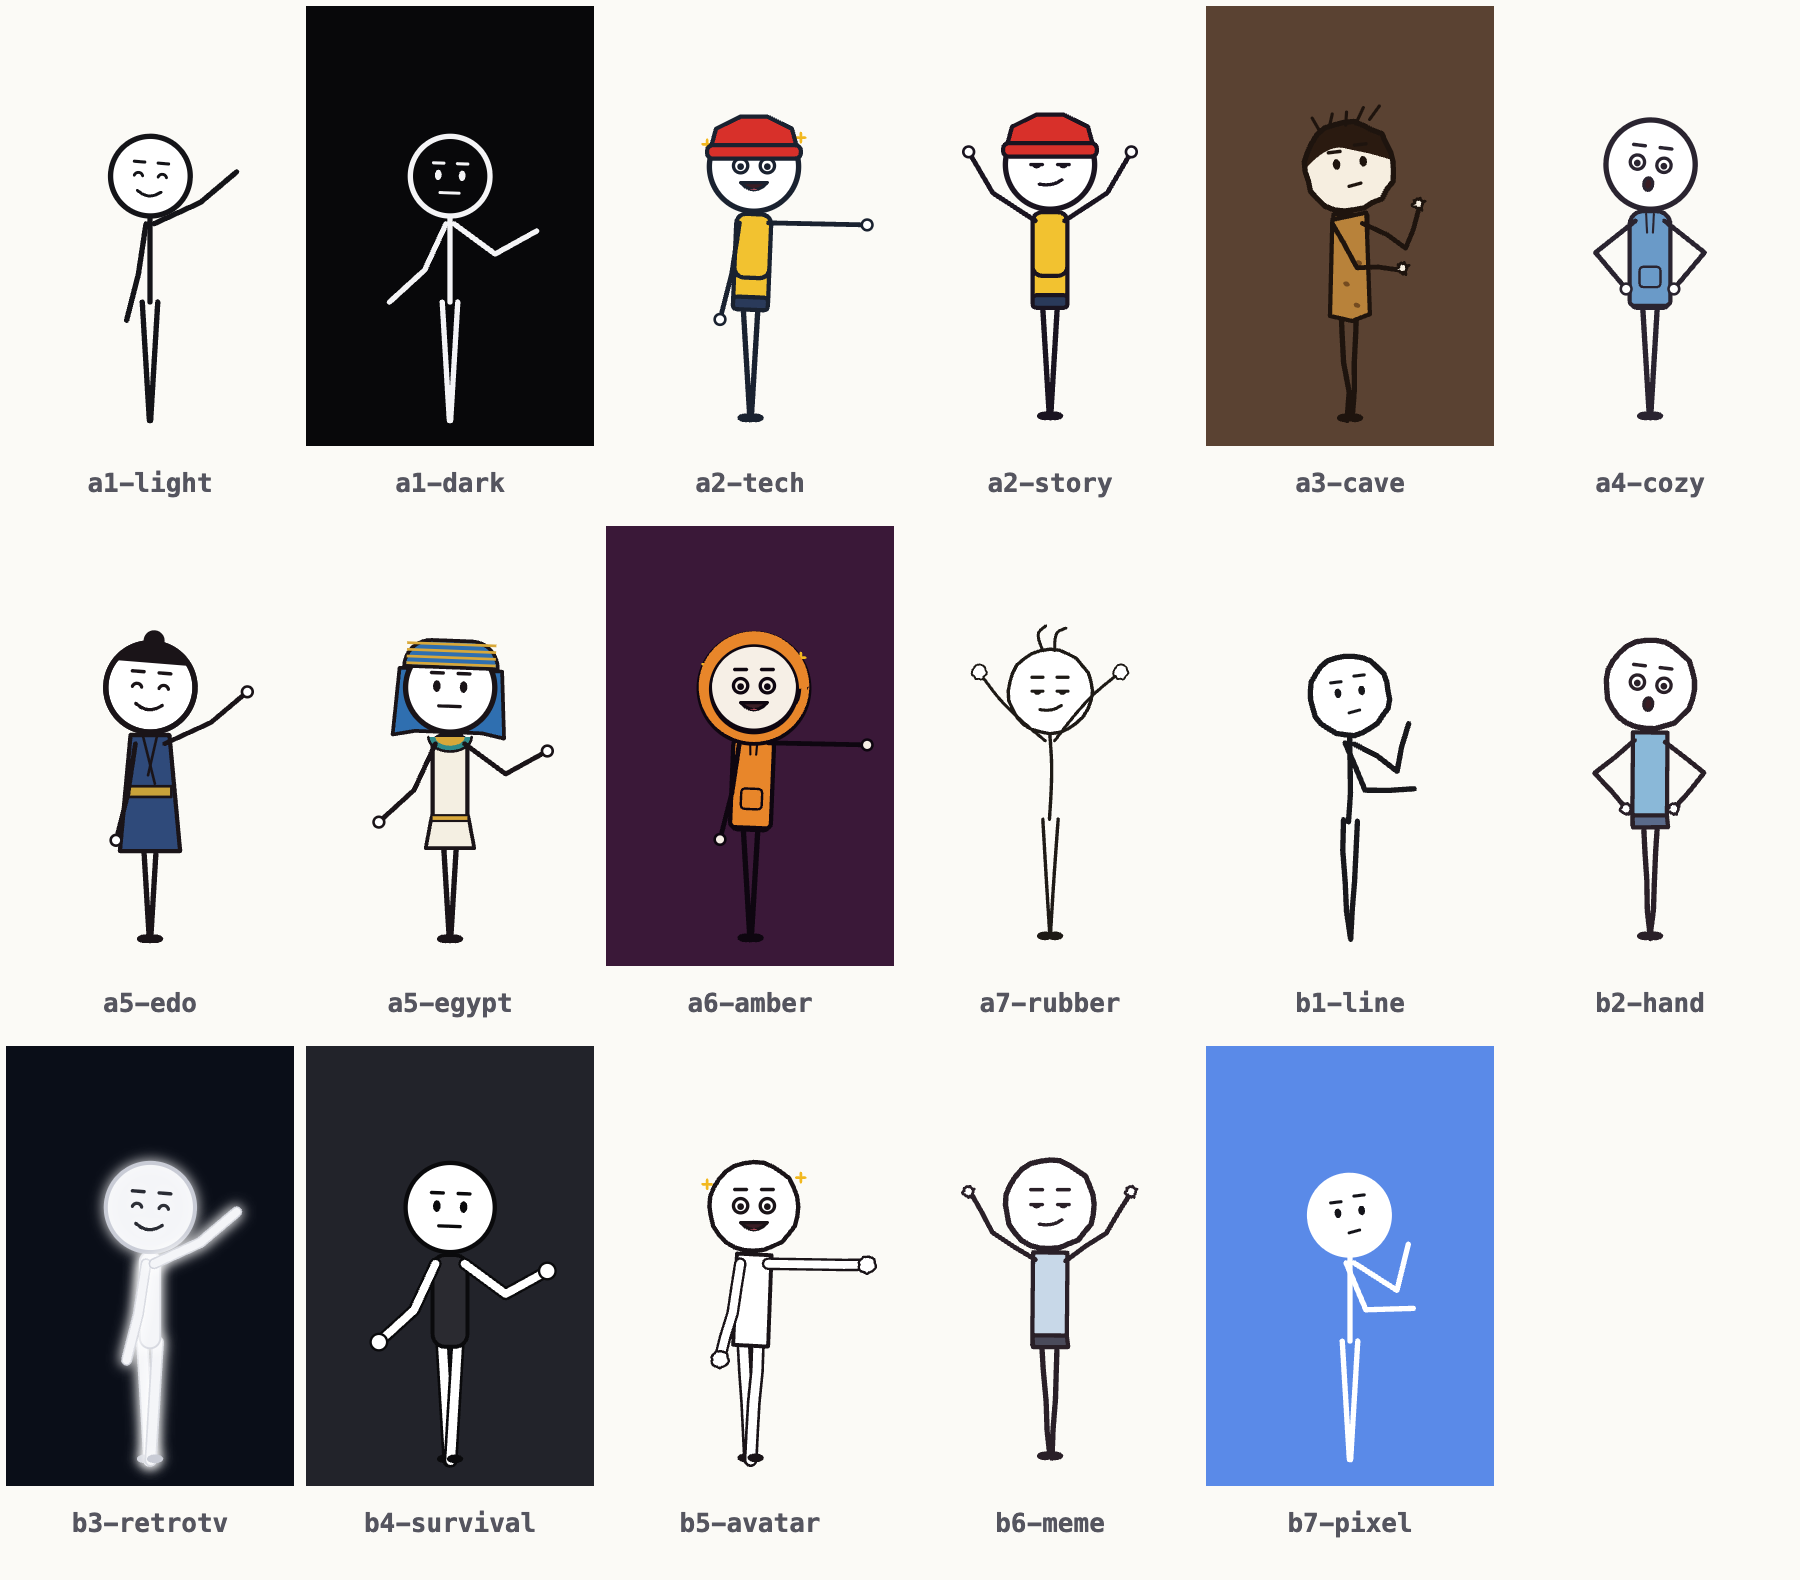 a1-light
a1-dark
a2-tech
a2-story
a3-cave
a4-cozy
a5-edo
a5-egypt
a6-amber
a7-rubber
b1-line
b2-hand
b3-retrotv
b4-survival
b5-avatar
b6-meme
b7-pixel